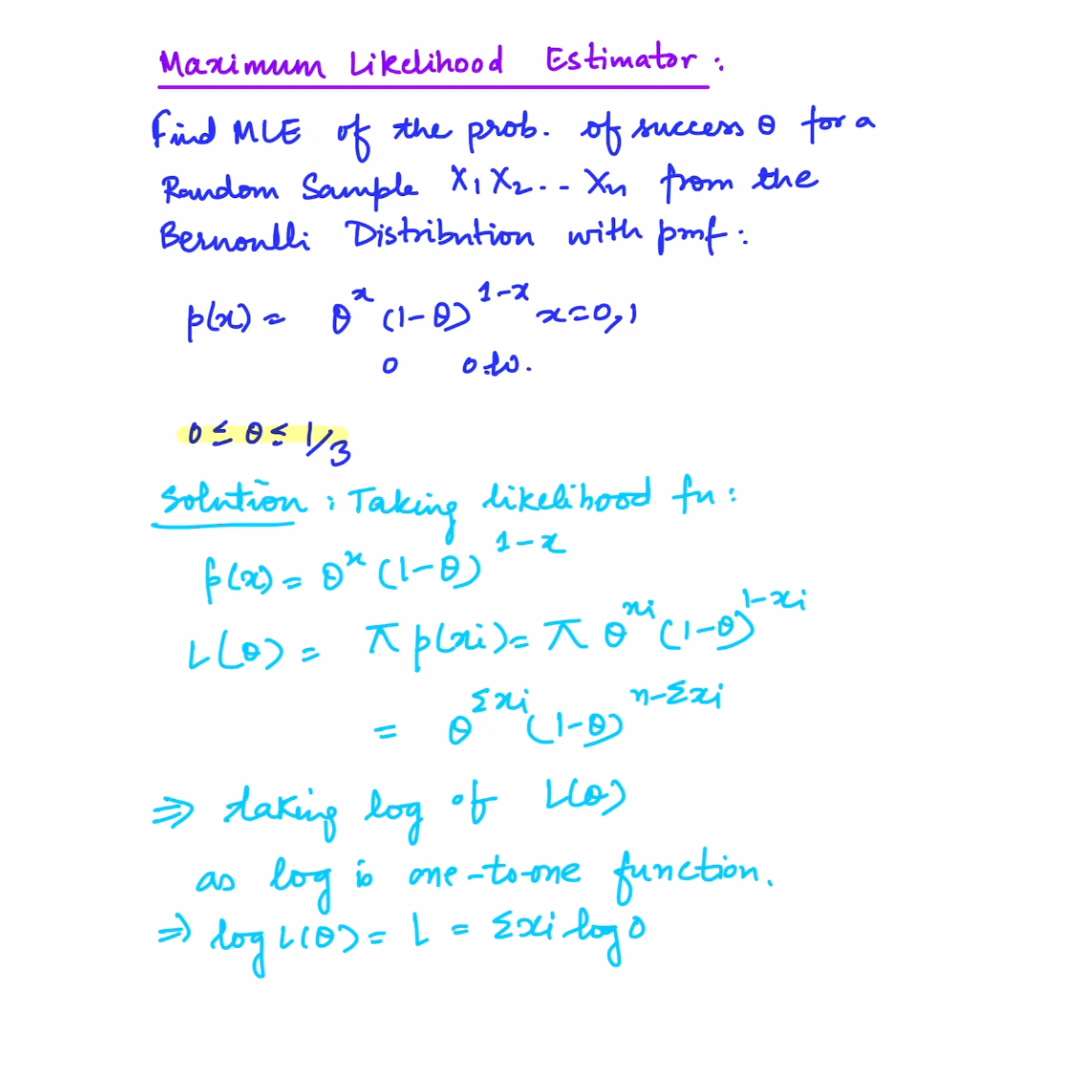 Maximum Likelihood Estimator :
Find MLE of the prob. of success θ for a
Random Sample X₁ X₂ . . - Xn from the
Bernoulli Distribution with pmf :
p(x) = θ^x (1-θ)^1-x x=0,1
0 o.w.
0 ≤ θ ≤ 1/3
Solution : Taking likelihood fn :
p(x) = θ^x (1-θ)^1-x
L(θ) = π p(xi) = π θ^xi (1-θ)^1-xi
= θ^Σxi (1-θ)^n-Σxi
⇒ taking log of L(θ)
as log is one-to-one function.
⇒ log L(θ) = L = Σxi log θ